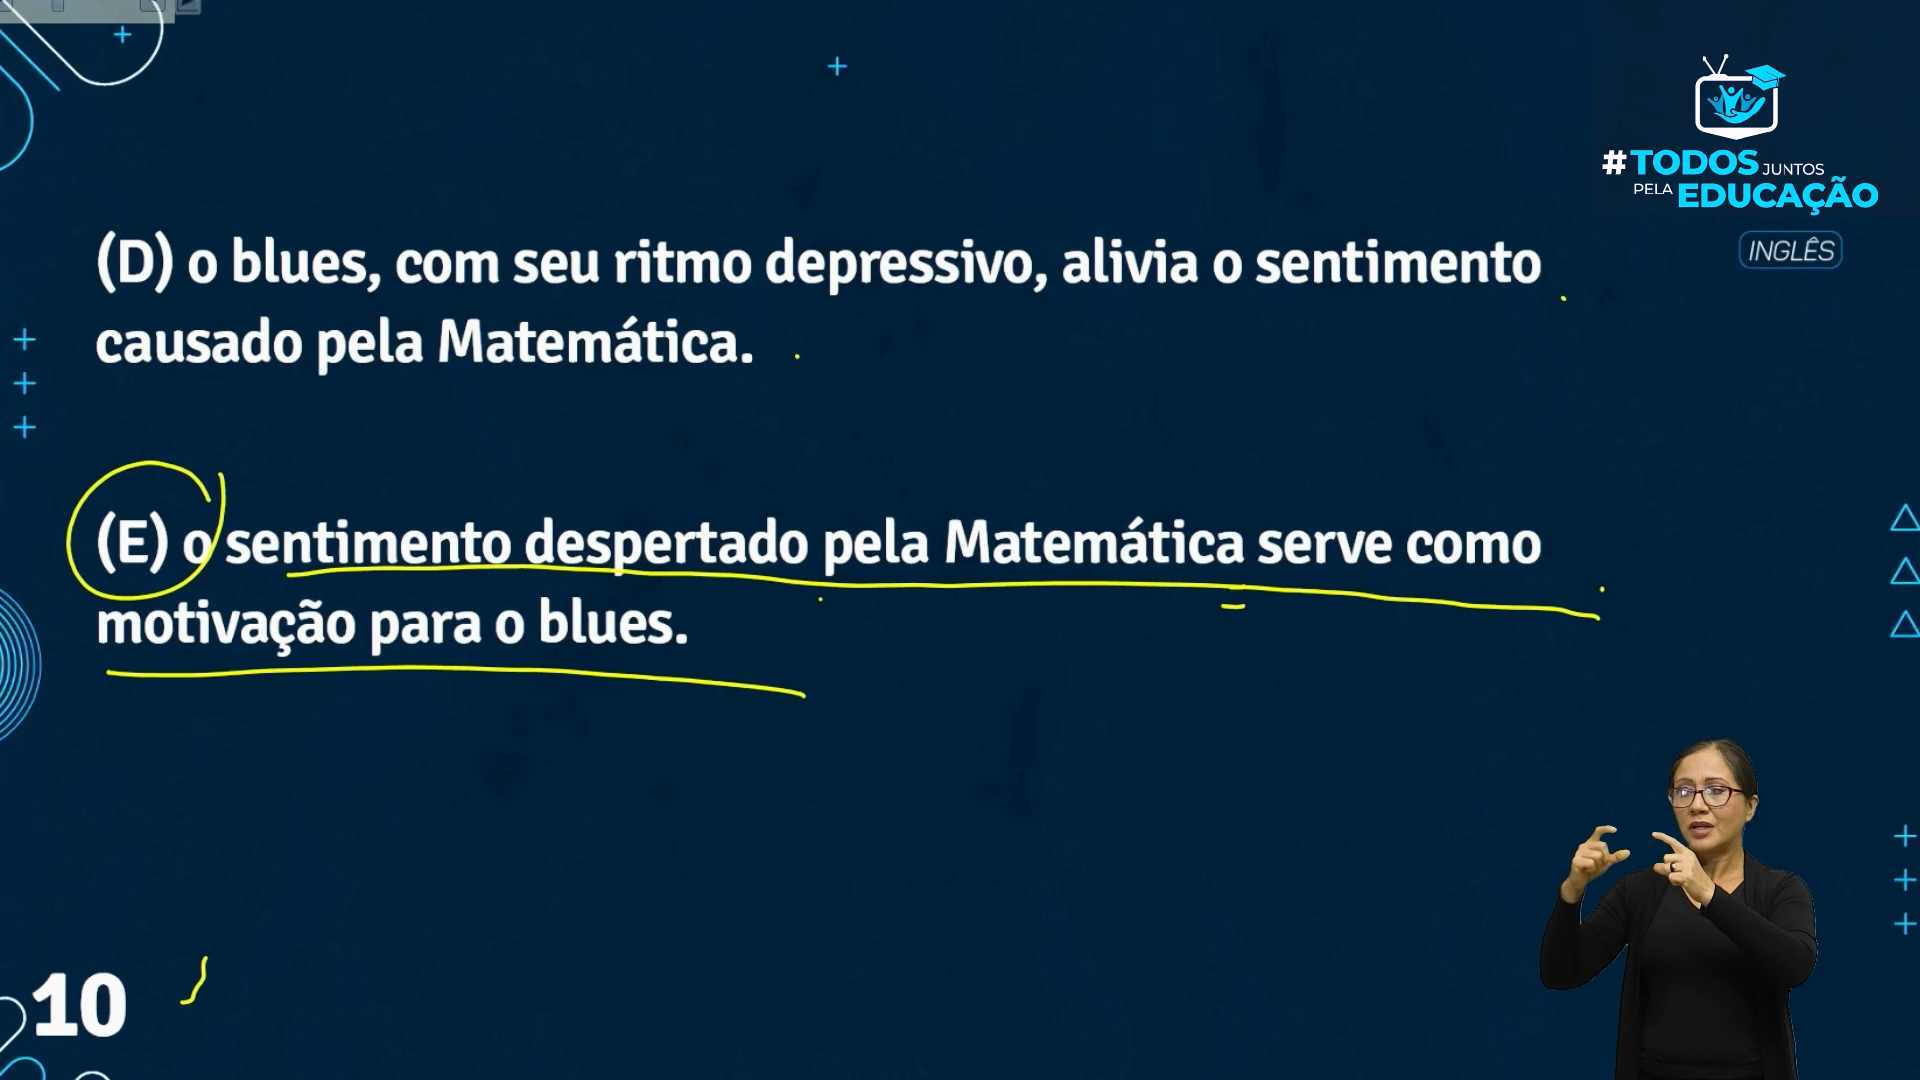 #TODOS JUNTOS
PELA EDUCAÇÃO
INGLÊS
(D) o blues, com seu ritmo depressivo, alivia o sentimento
causado pela Matemática.
(E) o sentimento despertado pela Matemática serve como
motivação para o blues.
10